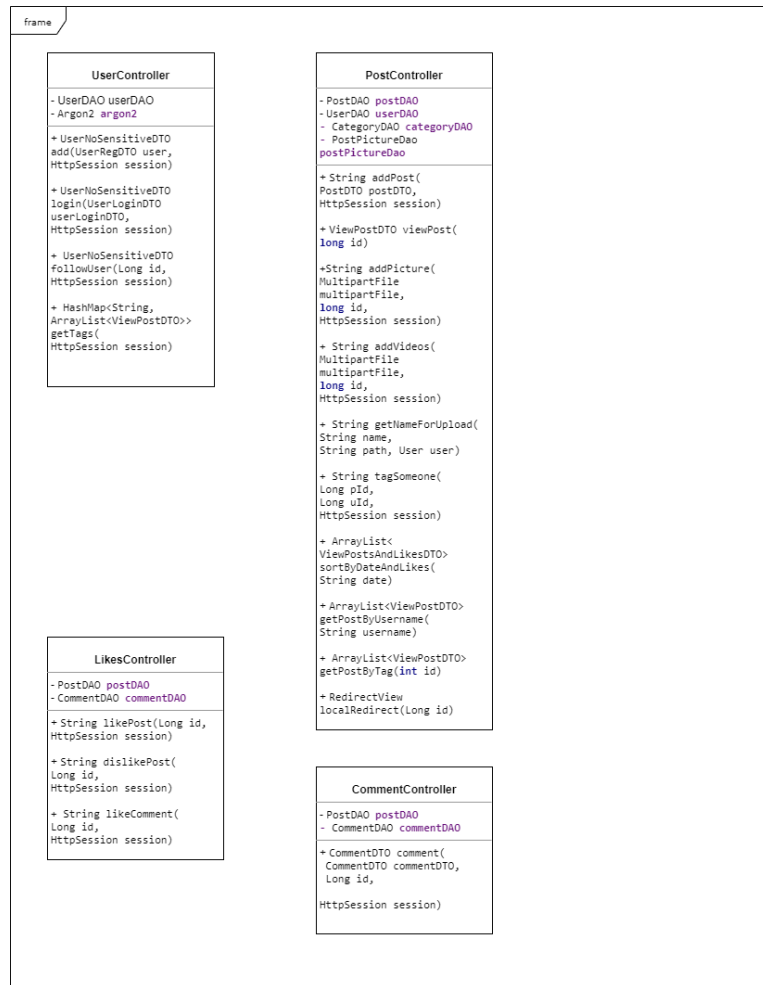 frame
UserController
- UserDAO userDAO
- Argon2 argon2
+ UserNoSensitiveDTO
add(UserRegDTO user,
HttpSession session)
+ UserNoSensitiveDTO
login(UserLoginDTO
userLoginDTO,
HttpSession session)
+ UserNoSensitiveDTO
followUser(Long id,
HttpSession session)
+ HashMap<String,
ArrayList<ViewPostDTO>>
getTags(
HttpSession session)
PostController
- PostDAO postDAO
- UserDAO userDAO
- CategoryDAO categoryDAO
- PostPictureDao
postPictureDao
+ String addPost(
PostDTO postDTO,
HttpSession session)
+ ViewPostDTO viewPost(
long id)
+String addPicture(
MultipartFile
multipartFile,
long id,
HttpSession session)
+ String addVideos(
MultipartFile
multipartFile,
long id,
HttpSession session)
+ String getNameForUpload(
String name,
String path, User user)
+ String tagSomeone(
Long pId,
Long uId,
HttpSession session)
+ ArrayList<
ViewPostsAndLikesDTO>
sortByDateAndLikes(
String date)
+ ArrayList<ViewPostDTO>
getPostByUsername(
String username)
+ ArrayList<ViewPostDTO>
getPostByTag(int id)
+ RedirectView
localRedirect(Long id)
LikesController
- PostDAO postDAO
- CommentDAO commentDAO
+ String likePost(Long id,
HttpSession session)
+ String dislikePost(
Long id,
HttpSession session)
+ String likeComment(
Long id,
HttpSession session)
CommentController
- PostDAO postDAO
- CommentDAO commentDAO
+ CommentDTO comment(
CommentDTO commentDTO,
Long id,
HttpSession session)